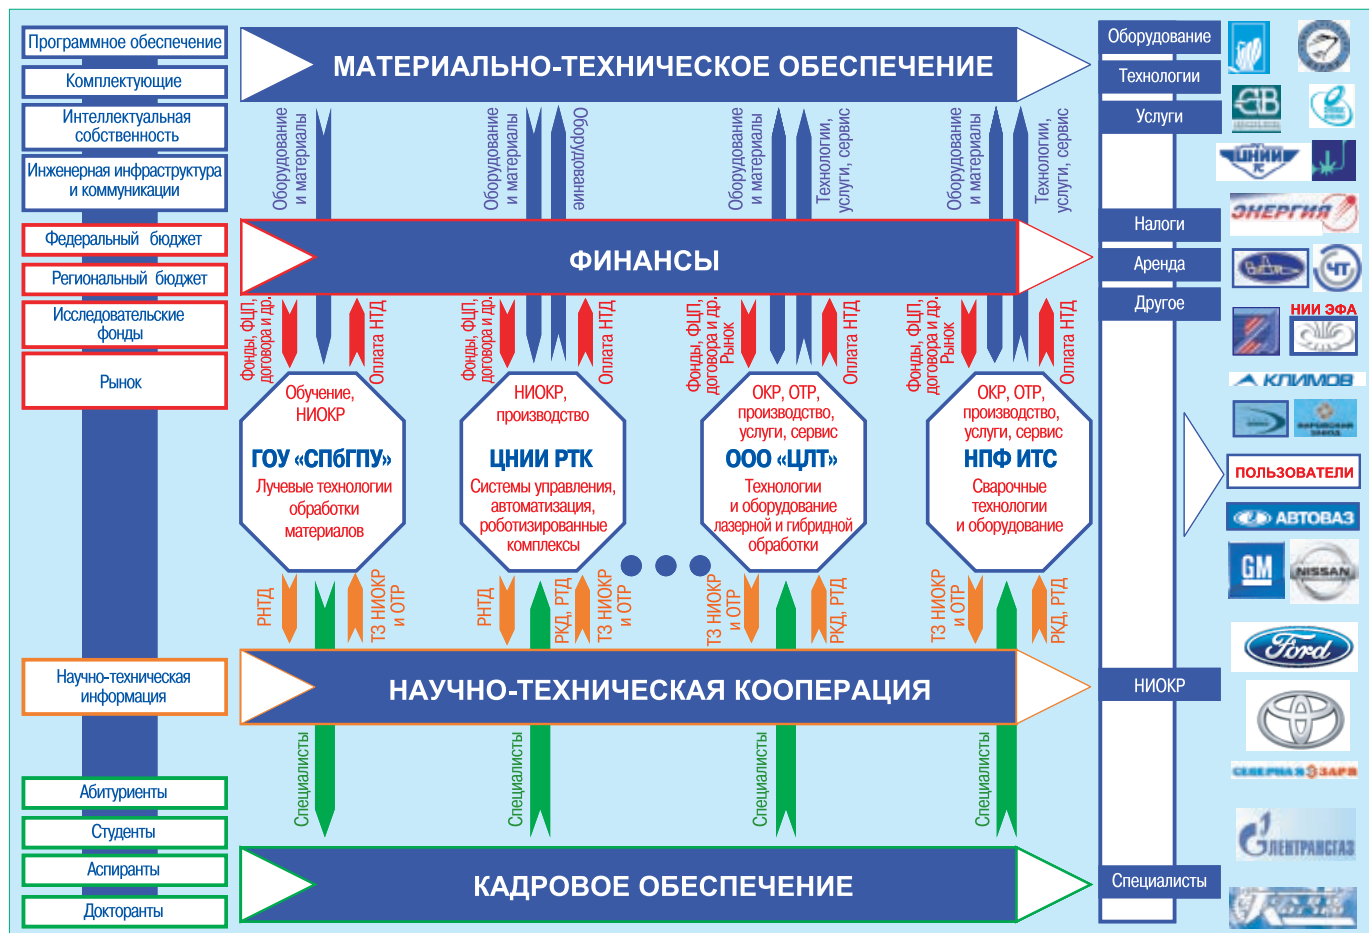 Программное обеспечение
Комплектующие
Интеллектуальная
собственность
Инженерная инфраструктура
и коммуникации
Федеральный бюджет
Региональный бюджет
Исследовательские
фонды
Рынок
Научно-техническая
информация
Абитуриенты
Студенты
Аспиранты
Докторанты
МАТЕРИАЛЬНО-ТЕХНИЧЕСКОЕ ОБЕСПЕЧЕНИЕ
Оборудование
и материалы
Оборудование
и материалы
Оборудование
Оборудование
и материалы
Технологии,
услуги, сервис
Оборудование
и материалы
Технологии,
услуги, сервис
ФИНАНСЫ
Фонды, ФЦП,
договора и др.
Оплата НТД
Фонды, ФЦП,
договора и др.
Оплата НТД
Фонды, ФЦП,
договора и др.
Рынок
Оплата НТД
Фонды, ФЦП,
договора и др.
Рынок
Оплата НТД
Обучение,
НИОКР
ГОУ «СПбГПУ»
Лучевые технологии
обработки
материалов
НИОКР,
производство
ЦНИИ РТК
Системы управления,
автоматизация,
роботизированные
комплексы
ОКР, ОТР,
производство,
услуги, сервис
ООО «ЦЛТ»
Технологии
и оборудование
лазерной и гибридной
обработки
ОКР, ОТР,
производство,
услуги, сервис
НПФ ИТС
Сварочные
технологии
и оборудование
РНТД
ТЗ НИОКР
и ОТР
РНТД
РКД, РТД
ТЗ НИОКР
и ОТР
ТЗ НИОКР
и ОТР
РКД, РТД
ТЗ НИОКР
и ОТР
РКД, РТД
НАУЧНО-ТЕХНИЧЕСКАЯ КООПЕРАЦИЯ
Специалисты
Специалисты
Специалисты
Специалисты
КАДРОВОЕ ОБЕСПЕЧЕНИЕ
Оборудование
Технологии
Услуги
Налоги
Аренда
Другое
НИОКР
Специалисты
ЦНИИ
ТС
ЭНЕРГИЯ
ЧТ
НИИ ЭФА
КЛИМОВ
КИРОВСКИЙ
ЗАВОД
ПОЛЬЗОВАТЕЛИ
АВТОВАЗ
GM
NISSAN
Ford
СЕВЕРНАЯ ЗАРЯ
ЛЕНТРАНСГАЗ